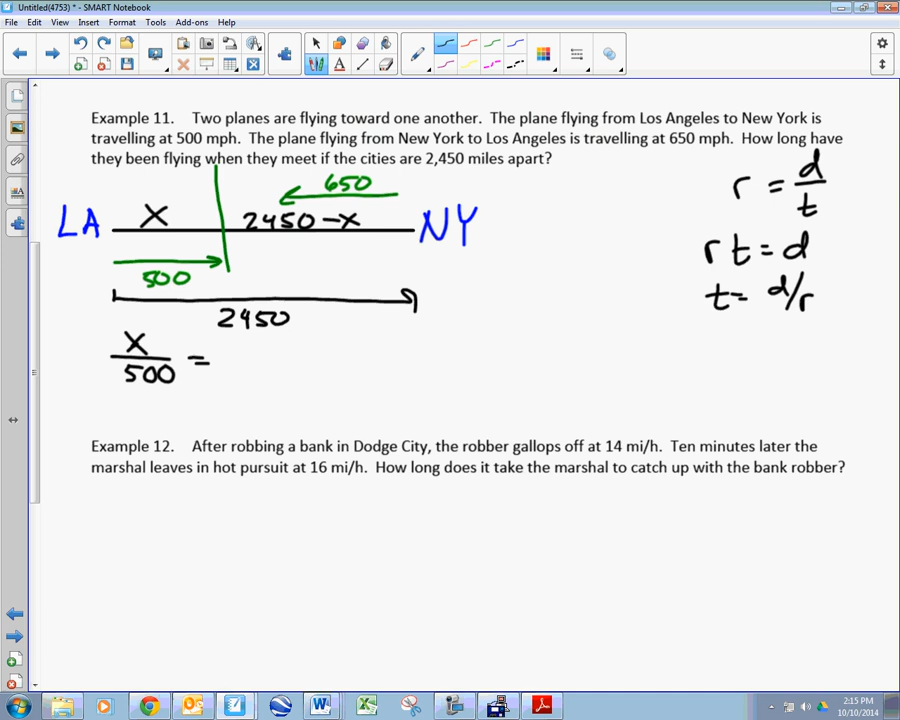 Untitled(4753) * - SMART Notebook
File Edit View Insert Format Tools Add-ons Help
Example 11. Two planes are flying toward one another. The plane flying from Los Angeles to New York is
travelling at 500 mph. The plane flying from New York to Los Angeles is travelling at 650 mph. How long have
they been flying when they meet if the cities are 2,450 miles apart?
r = d/t
650
LA X 2450-X NY
rt = d
500
t = d/r
2450
X/500 =
Example 12. After robbing a bank in Dodge City, the robber gallops off at 14 mi/h. Ten minutes later the
marshal leaves in hot pursuit at 16 mi/h. How long does it take the marshal to catch up with the bank robber?
2:15 PM
10/10/2014